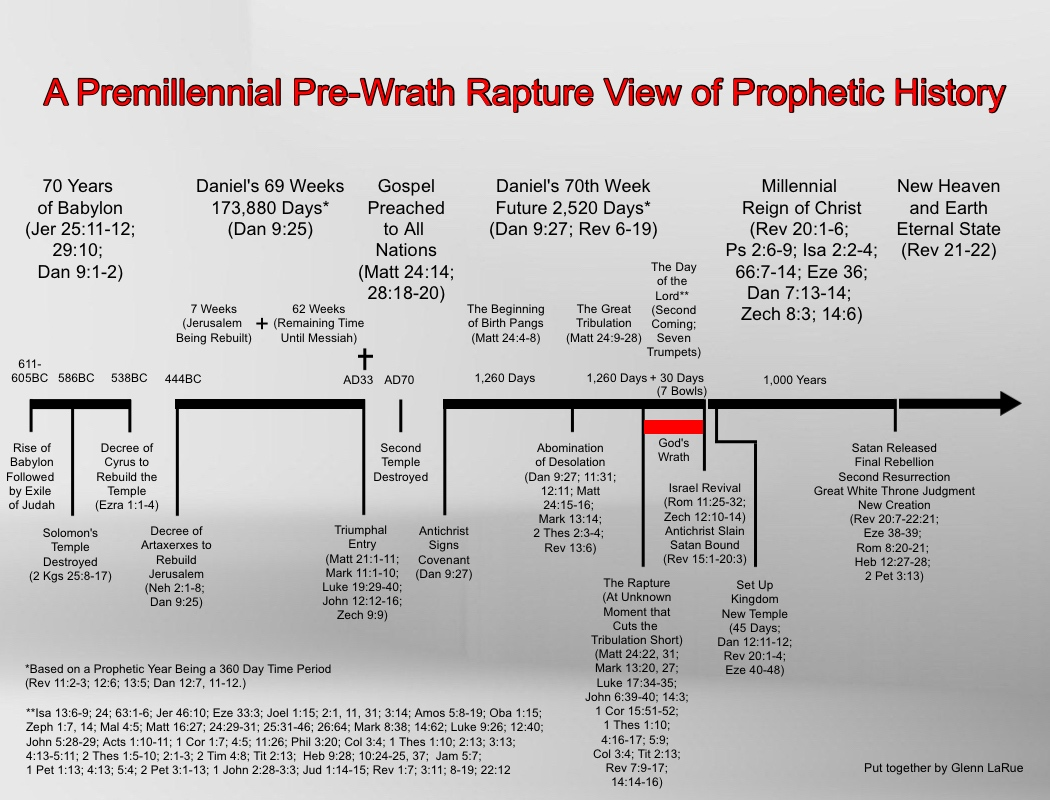 A Premillennial Pre-Wrath Rapture View of Prophetic History
70 Years
of Babylon
(Jer 25:11-12;
29:10;
Dan 9:1-2)
Daniel's 69 Weeks
173,880 Days*
(Dan 9:25)
Gospel
Preached
to All
Nations
(Matt 24:14;
28:18-20)
Daniel's 70th Week
Future 2,520 Days*
(Dan 9:27; Rev 6-19)
Millennial
Reign of Christ
(Rev 20:1-6;
Ps 2:6-9; Isa 2:2-4;
66:7-14; Eze 36;
Dan 7:13-14;
Zech 8:3; 14:6)
New Heaven
and Earth
Eternal State
(Rev 21-22)
7 Weeks
(Jerusalem
Being Rebuilt)
+
62 Weeks
(Remaining Time
Until Messiah)
The Beginning
of Birth Pangs
(Matt 24:4-8)
The Great
Tribulation
(Matt 24:9-28)
The Day
of the
Lord**
(Second
Coming;
Seven
Trumpets)
611-
605BC
586BC
538BC
444BC
AD33
AD70
1,260 Days
1,260 Days + 30 Days
(7 Bowls)
1,000 Years
Rise of
Babylon
Followed
by Exile
of Judah
Solomon's
Temple
Destroyed
(2 Kgs 25:8-17)
Decree of
Cyrus to
Rebuild the
Temple
(Ezra 1:1-4)
Decree of
Artaxerxes to
Rebuild
Jerusalem
(Neh 2:1-8;
Dan 9:25)
Triumphal
Entry
(Matt 21:1-11;
Mark 11:1-10;
Luke 19:29-40;
John 12:12-16;
Zech 9:9)
Second
Temple
Destroyed
Antichrist
Signs
Covenant
(Dan 9:27)
Abomination
of Desolation
(Dan 9:27; 11:31;
12:11; Matt
24:15-16;
Mark 13:14;
2 Thes 2:3-4;
Rev 13:6)
God's
Wrath
The Rapture
(At Unknown
Moment that
Cuts the
Tribulation Short)
(Matt 24:22, 31;
Mark 13:20, 27;
Luke 17:34-35;
John 6:39-40; 14:3;
1 Cor 15:51-52;
1 Thes 1:10;
4:16-17; 5:9;
Col 3:4; Tit 2:13;
Rev 7:9-17;
14:14-16)
Israel Revival
(Rom 11:25-32;
Zech 12:10-14)
Antichrist Slain
Satan Bound
(Rev 15:1-20:3)
Set Up
Kingdom
New Temple
(45 Days;
Dan 12:11-12;
Rev 20:1-4;
Eze 40-48)
Satan Released
Final Rebellion
Second Resurrection
Great White Throne Judgment
New Creation
(Rev 20:7-22:21;
Eze 38-39;
Rom 8:20-21;
Heb 12:27-28;
2 Pet 3:13)
*Based on a Prophetic Year Being a 360 Day Time Period
(Rev 11:2-3; 12:6; 13:5; Dan 12:7, 11-12.)
**Isa 13:6-9; 24; 63:1-6; Jer 46:10; Eze 33:3; Joel 1:15; 2:1, 11, 31; 3:14; Amos 5:8-19; Oba 1:15;
Zeph 1:7, 14; Mal 4:5; Matt 16:27; 24:29-31; 25:31-46; 26:64; Mark 8:38; 14:62; Luke 9:26; 12:40;
John 5:28-29; Acts 1:10-11; 1 Cor 1:7; 4:5; 11:26; Phil 3:20; Col 3:4; 1 Thes 1:10; 2:13; 3:13;
4:13-5:11; 2 Thes 1:5-10; 2:1-3; 2 Tim 4:8; Tit 2:13; Heb 9:28; 10:24-25, 37; Jam 5:7;
1 Pet 1:13; 4:13; 5:4; 2 Pet 3:1-13; 1 John 2:28-3:3; Jud 1:14-15; Rev 1:7; 3:11; 8-19; 22:12
Put together by Glenn LaRue